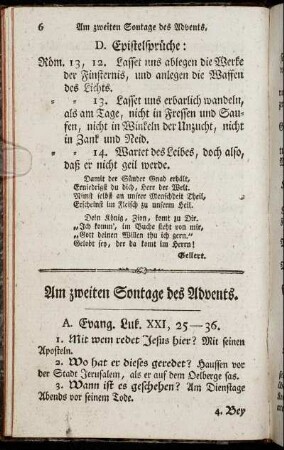 6 Am zweiten Sontage des Advents.
D. Epistelsprüche:
Röm. 13, 12. Lasset uns ablegen die Werke
der Finsternis, und anlegen die Waffen
des Lichts.
" " 13. Lasset uns erbarlich wandeln,
als am Tage, nicht in Fressen und Sau-
fen, nicht in Winkeln der Unzucht, nicht
in Zank und Neid.
" " 14. Wartet des Leibes, doch also,
daß er nicht geil werde.
Damit der Sünder Gnad erhält,
Erniedrigst du dich, Herr der Welt.
Nimst selbst an unsrer Menschheit Theil,
Erscheinst im Fleisch zu unserm Heil.
Dein König, Zion, komt zu Dir.
„Ich komm', im Buche steht von mir,
„Gott deinen Willen thu ich gern."
Gelobt sey, der da komt im Herrn!
Gellert.
Am zweiten Sontage des Advents.
A. Evang. Luk. XXI, 25—36.
1. Mit wem redet Jesus hier? Mit seinen
Aposteln.
2. Wo hat er dieses geredet? Haussen vor
der Stadt Jerusalem, als er auf dem Oelberge sas.
3. Wann ist es geschehen? Am Dienstage
Abends vor seinem Tode.
4. Bey